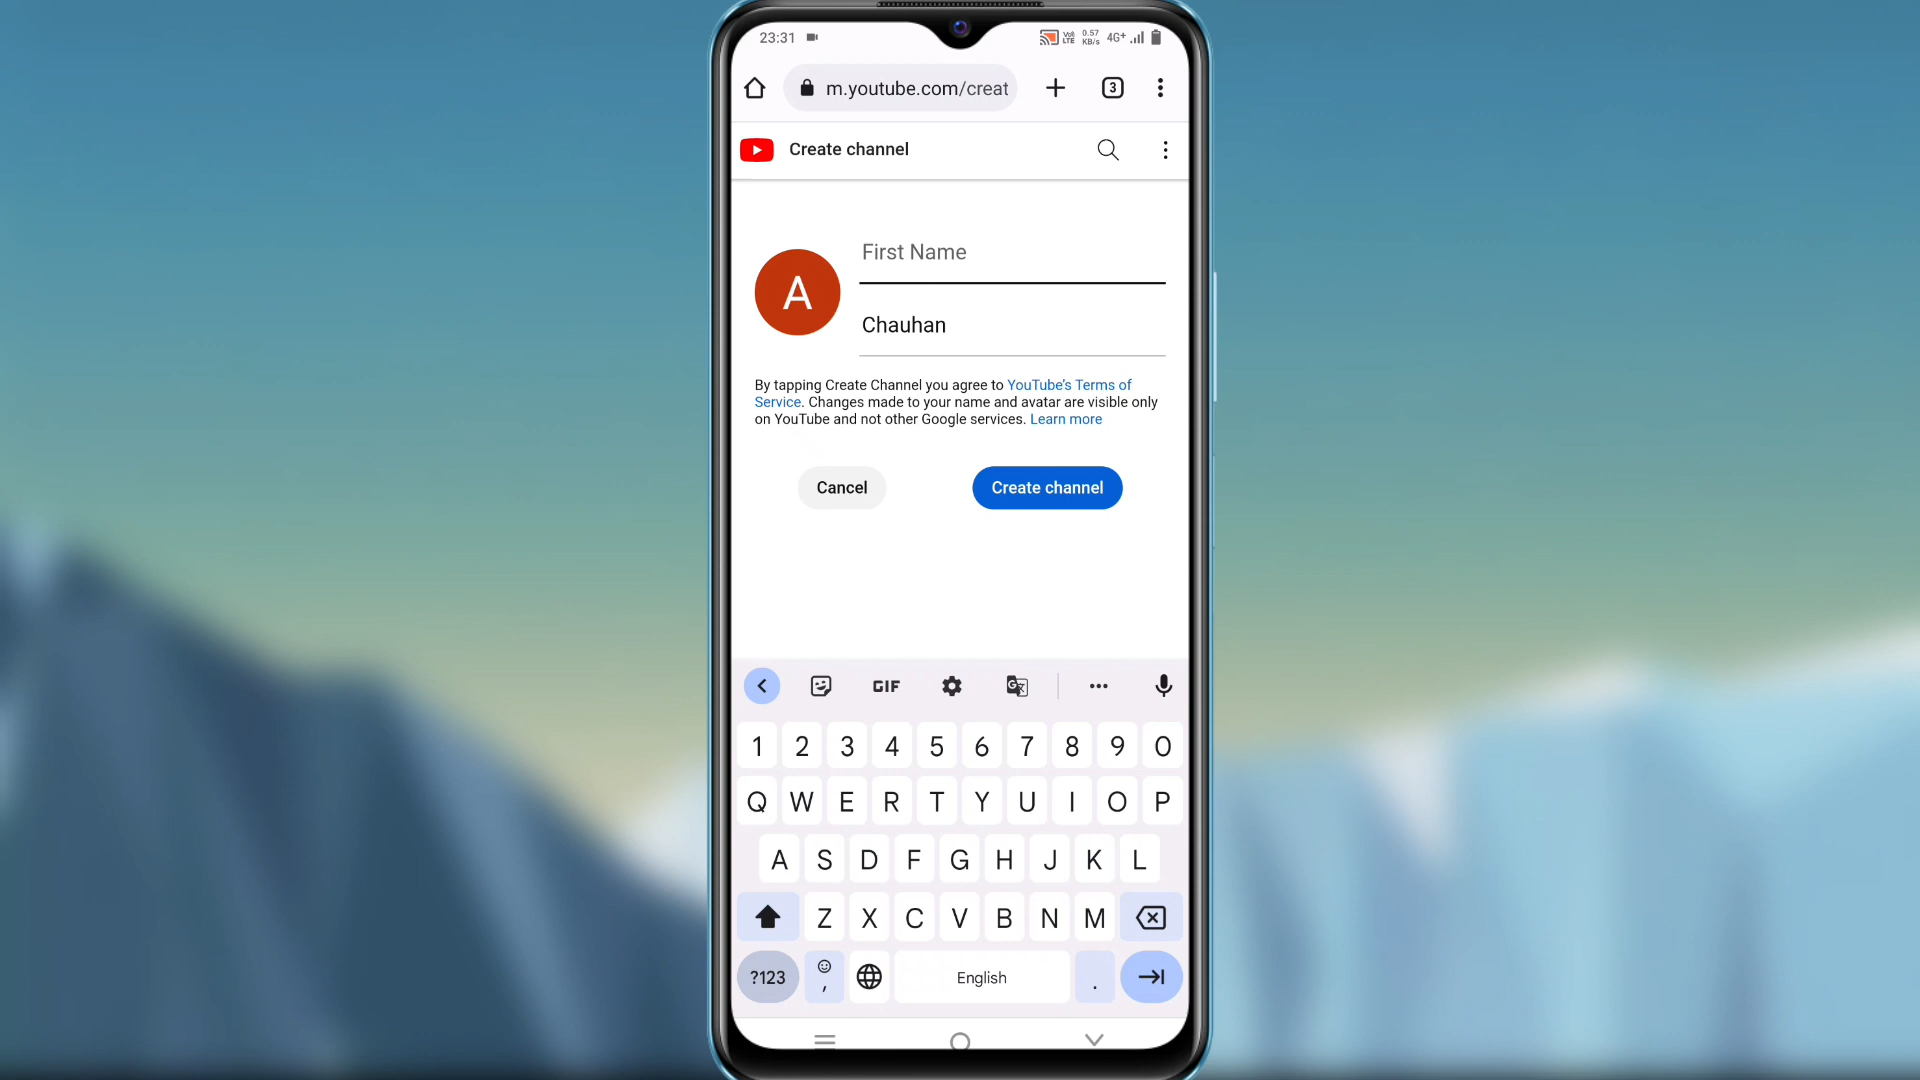 23:31 Vol LTE 0.57 KB/s 4G+
m.youtube.com/creat 3
Create channel
First Name
A
Chauhan
By tapping Create Channel you agree to YouTube's Terms of
Service. Changes made to your name and avatar are visible only
on YouTube and not other Google services. Learn more
Cancel Create channel
GIF G
1 2 3 4 5 6 7 8 9 0
Q W E R T Y U I O P
A S D F G H J K L
Z X C V B N M
?123 , English .